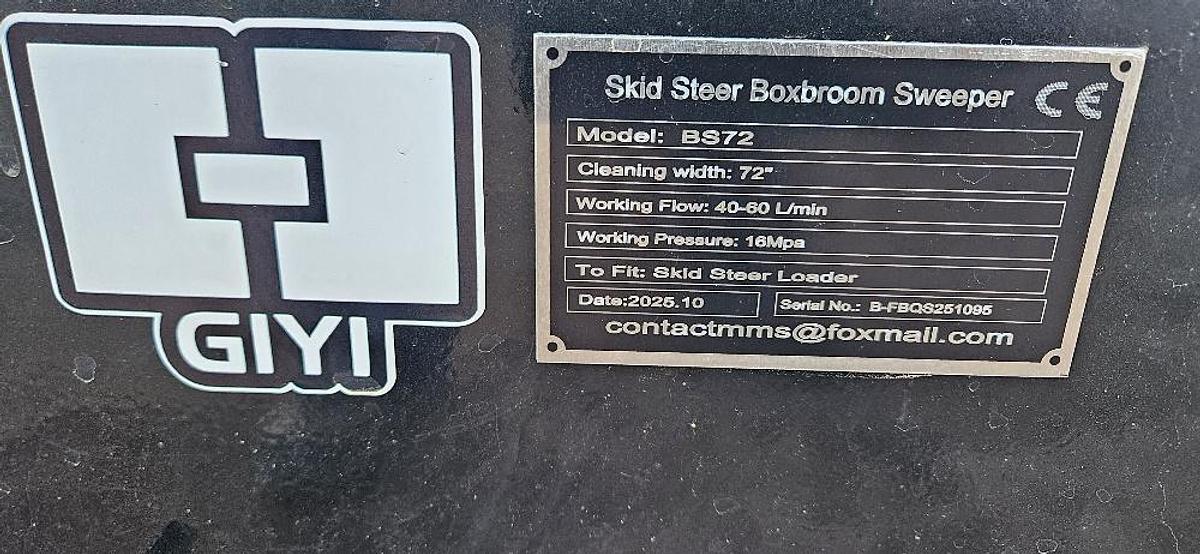 GIYI
Skid Steer Boxbroom Sweeper CE
Model: BS72
Cleaning width: 72"
Working Flow: 40-60 L/min
Working Pressure: 16Mpa
To Fit: Skid Steer Loader
Date:2025.10 Serial No.: B-FBQS251095
contactmms@foxmail.com